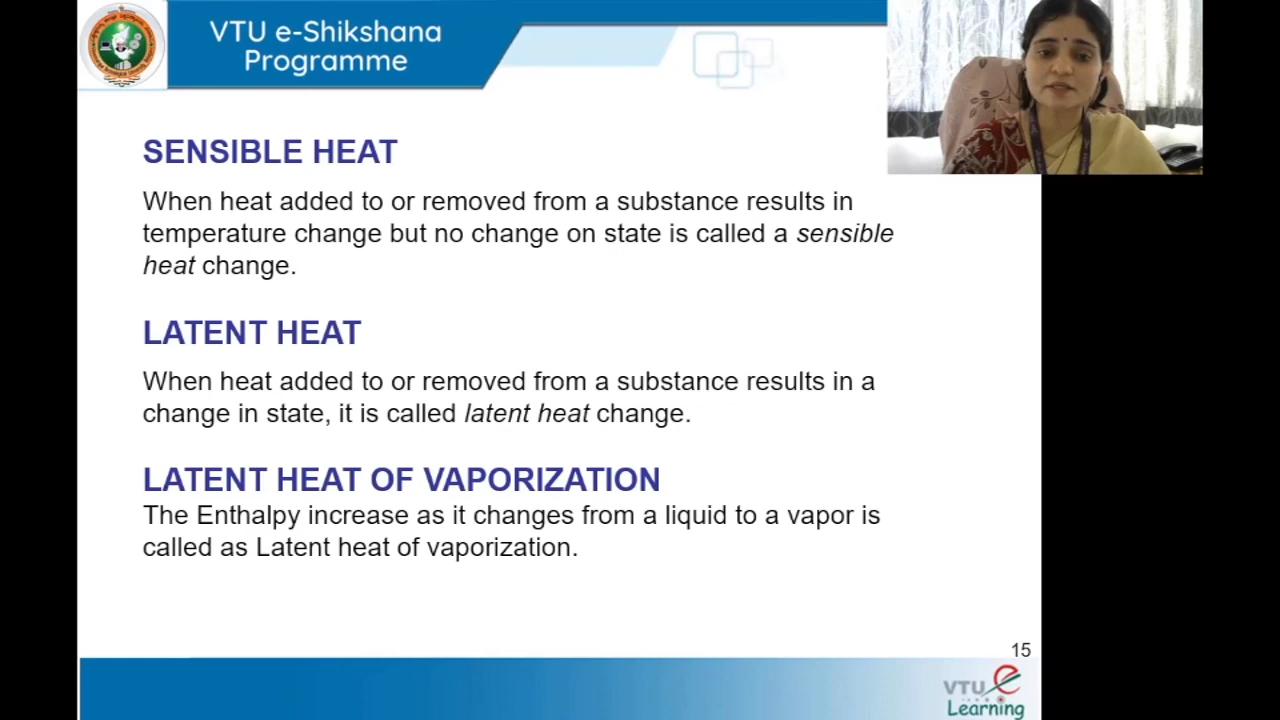 VTU e-Shikshana
Programme
SENSIBLE HEAT
When heat added to or removed from a substance results in
temperature change but no change on state is called a sensible
heat change.
LATENT HEAT
When heat added to or removed from a substance results in a
change in state, it is called latent heat change.
LATENT HEAT OF VAPORIZATION
The Enthalpy increase as it changes from a liquid to a vapor is
called as Latent heat of vaporization.
15
VTU e
Learning